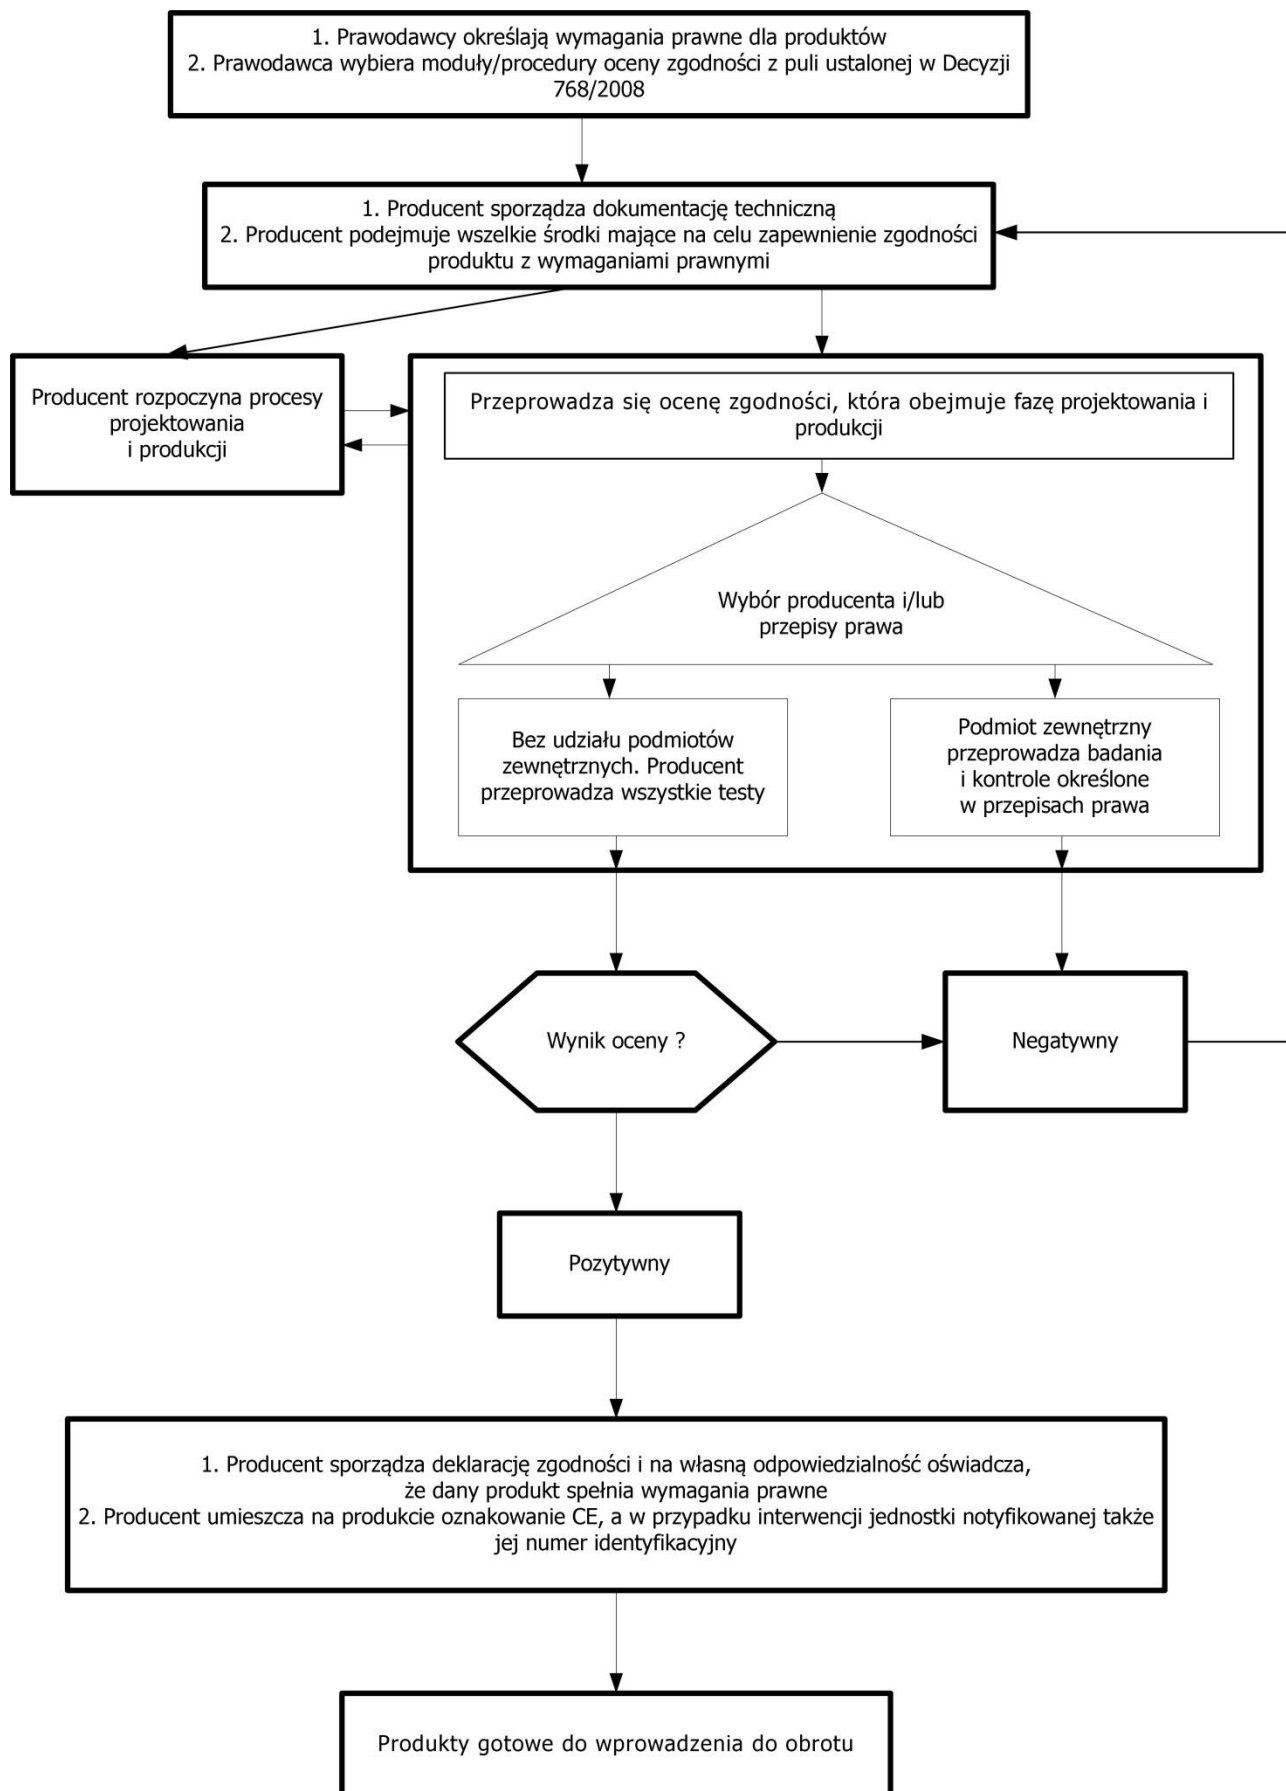 1. Prawodawcy określają wymagania prawne dla produktów
2. Prawodawca wybiera moduły/procedury oceny zgodności z puli ustalonej w Decyzji
768/2008
1. Producent sporządza dokumentację techniczną
2. Producent podejmuje wszelkie środki mające na celu zapewnienie zgodności
produktu z wymaganiami prawnymi
Producent rozpoczyna procesy
projektowania
i produkcji
Przeprowadza się ocenę zgodności, która obejmuje fazę projektowania i
produkcji
Wybór producenta i/lub
przepisy prawa
Bez udziału podmiotów
zewnętrznych. Producent
przeprowadza wszystkie testy
Podmiot zewnętrzny
przeprowadza badania
i kontrole określone
w przepisach prawa
Wynik oceny ?
Negatywny
Pozytywny
1. Producent sporządza deklarację zgodności i na własną odpowiedzialność oświadcza,
że dany produkt spełnia wymagania prawne
2. Producent umieszcza na produkcie oznakowanie CE, a w przypadku interwencji jednostki notyfikowanej także
jej numer identyfikacyjny
Produkty gotowe do wprowadzenia do obrotu